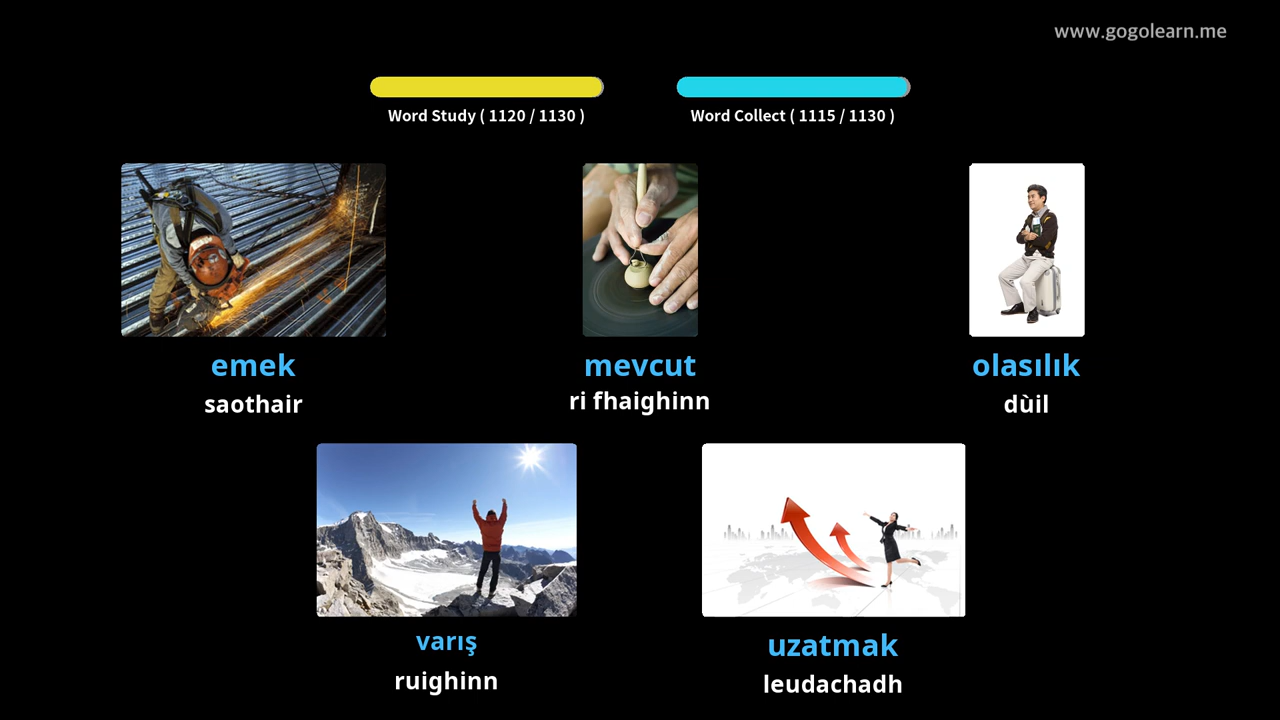 www.gogolearn.me
Word Study ( 1120 / 1130 )
Word Collect ( 1115 / 1130 )
emek
saothair
mevcut
ri fhaighinn
olasılık
dùil
varış
ruighinn
uzatmak
leudachadh